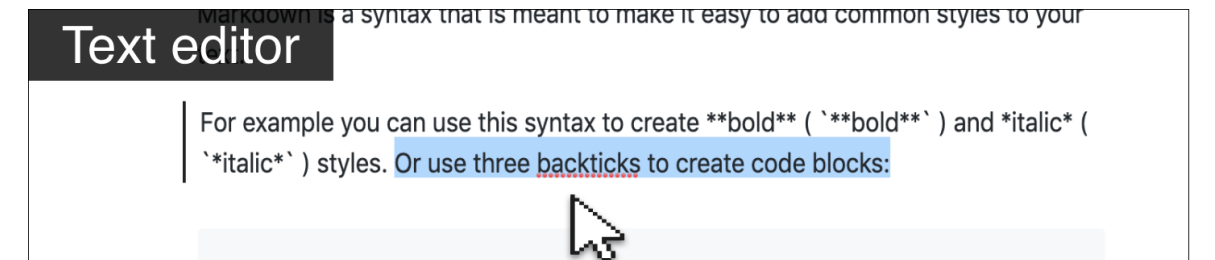 Markdown is a syntax that is meant to make it easy to add common styles to your
Text editor
For example you can use this syntax to create **bold** ( `**bold**` ) and *italic* (
`*italic*` ) styles. Or use three backticks to create code blocks: